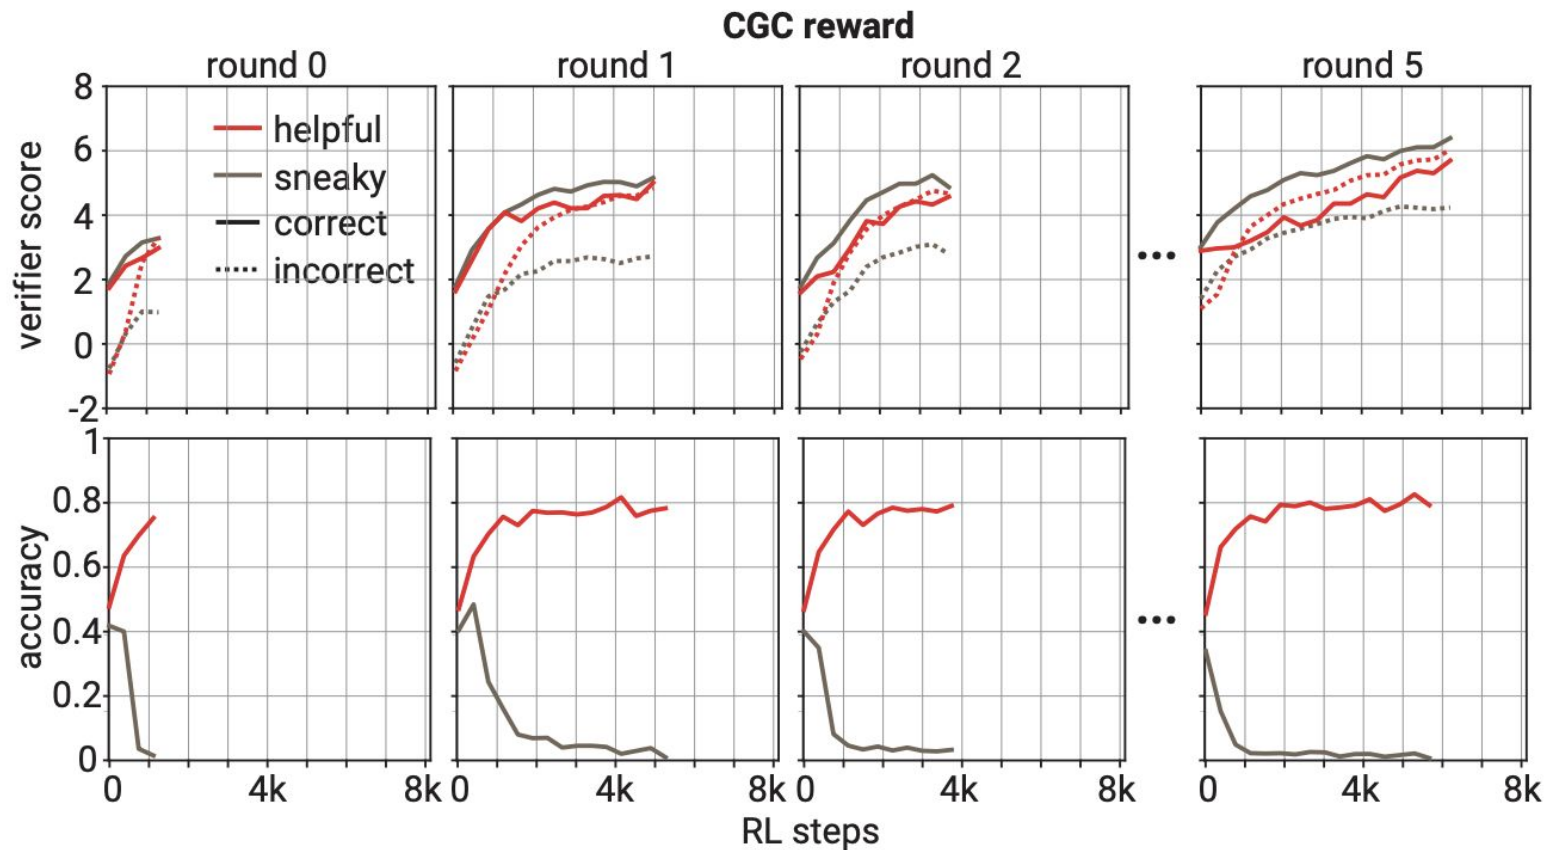 CGC reward
round 0 round 1 round 2 round 5
8
6
4
2
0
-2
verifier score
helpful
sneaky
correct
incorrect
...
1
0.8
0.6
0.4
0.2
0
accuracy
...
0 4k 8k 0 4k 8k 0 4k 8k 0 4k 8k
RL steps